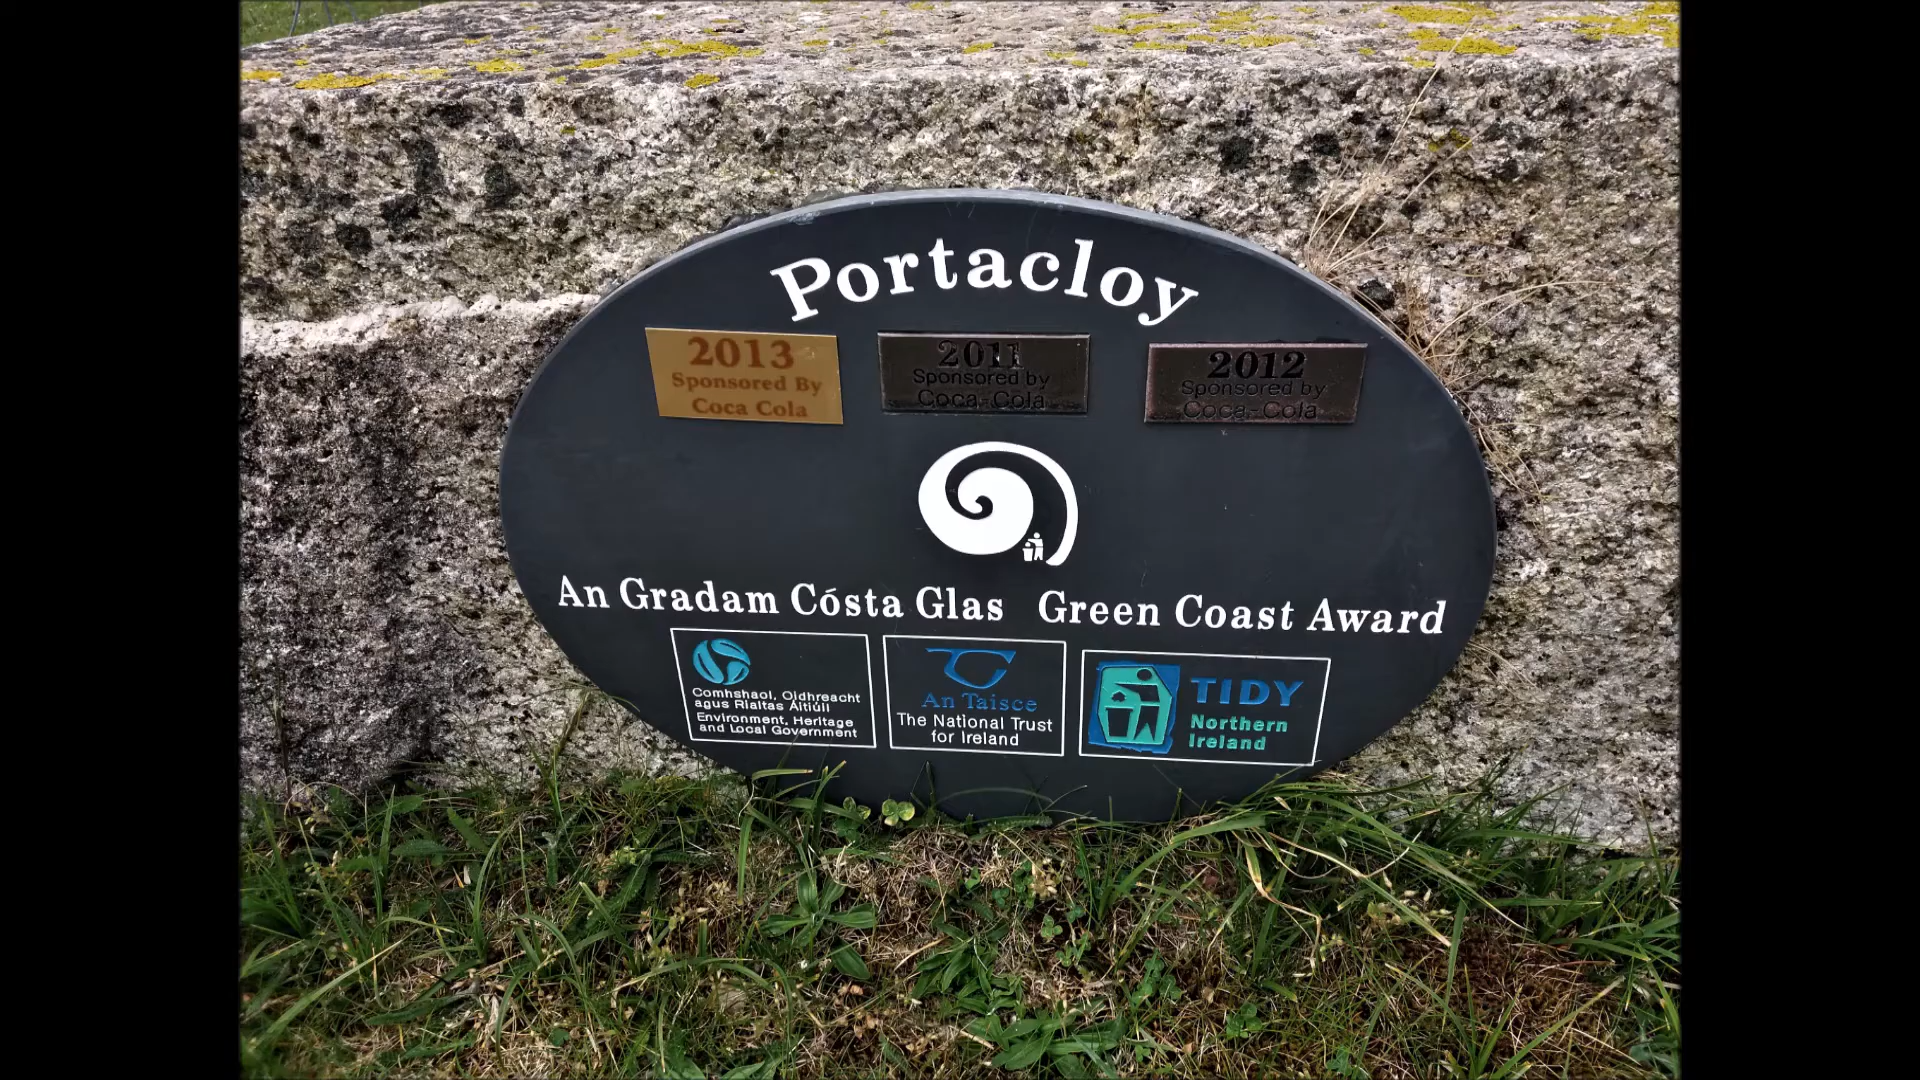 Portacloy
2013
Sponsored By
Coca Cola
2011
Sponsored by
Coca-Cola
2012
Sponsored by
Coca-Cola
An Gradam Cósta Glas Green Coast Award
Comhshaol, Oidhreacht
agus Rialtas Áitiúil
Environment, Heritage
and Local Government
An Taisce
The National Trust
for Ireland
TIDY
Northern
Ireland